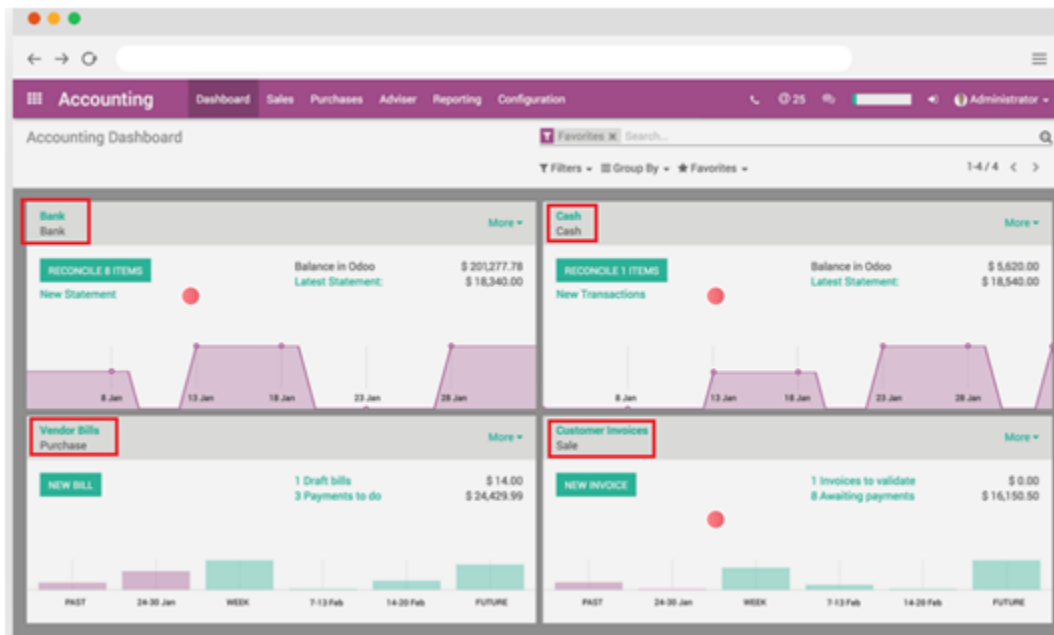 Accounting Dashboard Sales Purchases Adviser Reporting Configuration 25 Administrator
Accounting Dashboard Favorites Search...
Filters Group By Favorites 1-4 / 4
Bank More
Bank
RECONCILE 8 ITEMS Balance in Odoo $ 201,277.78
New Statement Latest Statement: $ 18,340.00
8 Jan 13 Jan 18 Jan 23 Jan 28 Jan
Cash More
Cash
RECONCILE 1 ITEMS Balance in Odoo $ 5,620.00
New Transactions Latest Statement: $ 18,540.00
8 Jan 13 Jan 18 Jan 23 Jan 28 Jan
Vendor Bills More
Purchase
NEW BILL 1 Draft bills $ 14.00
3 Payments to do $ 24,429.99
PAST 24-30 Jan WEEK 7-13 Feb 14-20 Feb FUTURE
Customer Invoices More
Sale
NEW INVOICE 1 Invoices to validate $ 0.00
8 Awaiting payments $ 16,150.50
PAST 24-30 Jan WEEK 7-13 Feb 14-20 Feb FUTURE